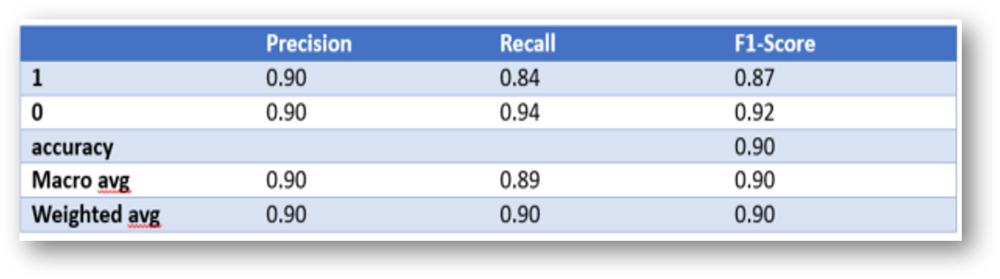 Precision Recall F1-Score
1 0.90 0.84 0.87
0 0.90 0.94 0.92
accuracy 0.90
Macro avg 0.90 0.89 0.90
Weighted avg 0.90 0.90 0.90